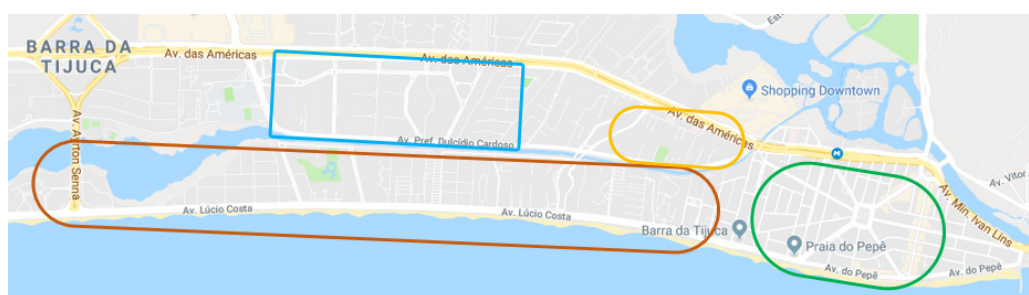 BARRA DA
TIJUCA
Av. das Américas
Av. das Américas
Shopping Downtown
Av. das Américas
Av. Ayrton Senna
Av. Pref. Dulcídio Cardoso
Av. Vitor
Av. Min. Ivan Lins
Av. Lúcio Costa
Av. Lúcio Costa
Barra da Tijuca
Praia do Pepê
Av. do Pepê
Av. do Pepê